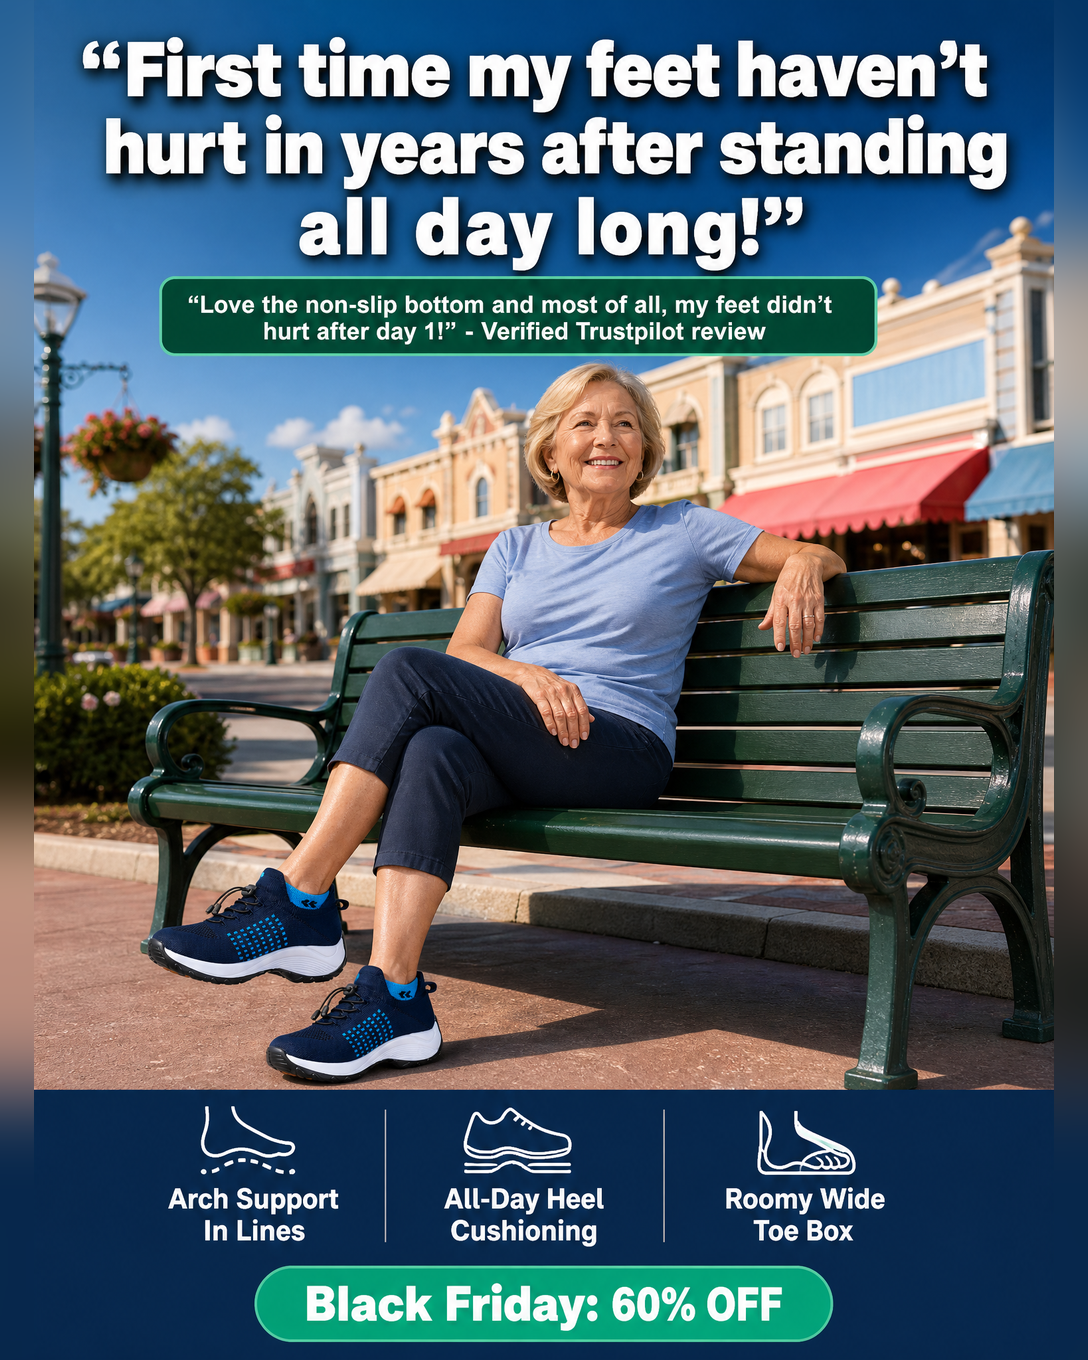 “First time my feet haven’t
hurt in years after standing
all day long!”
“Love the non-slip bottom and most of all, my feet didn’t
hurt after day 1!” - Verified Trustpilot review
Arch Support
In Lines
All-Day Heel
Cushioning
Roomy Wide
Toe Box
Black Friday: 60% OFF